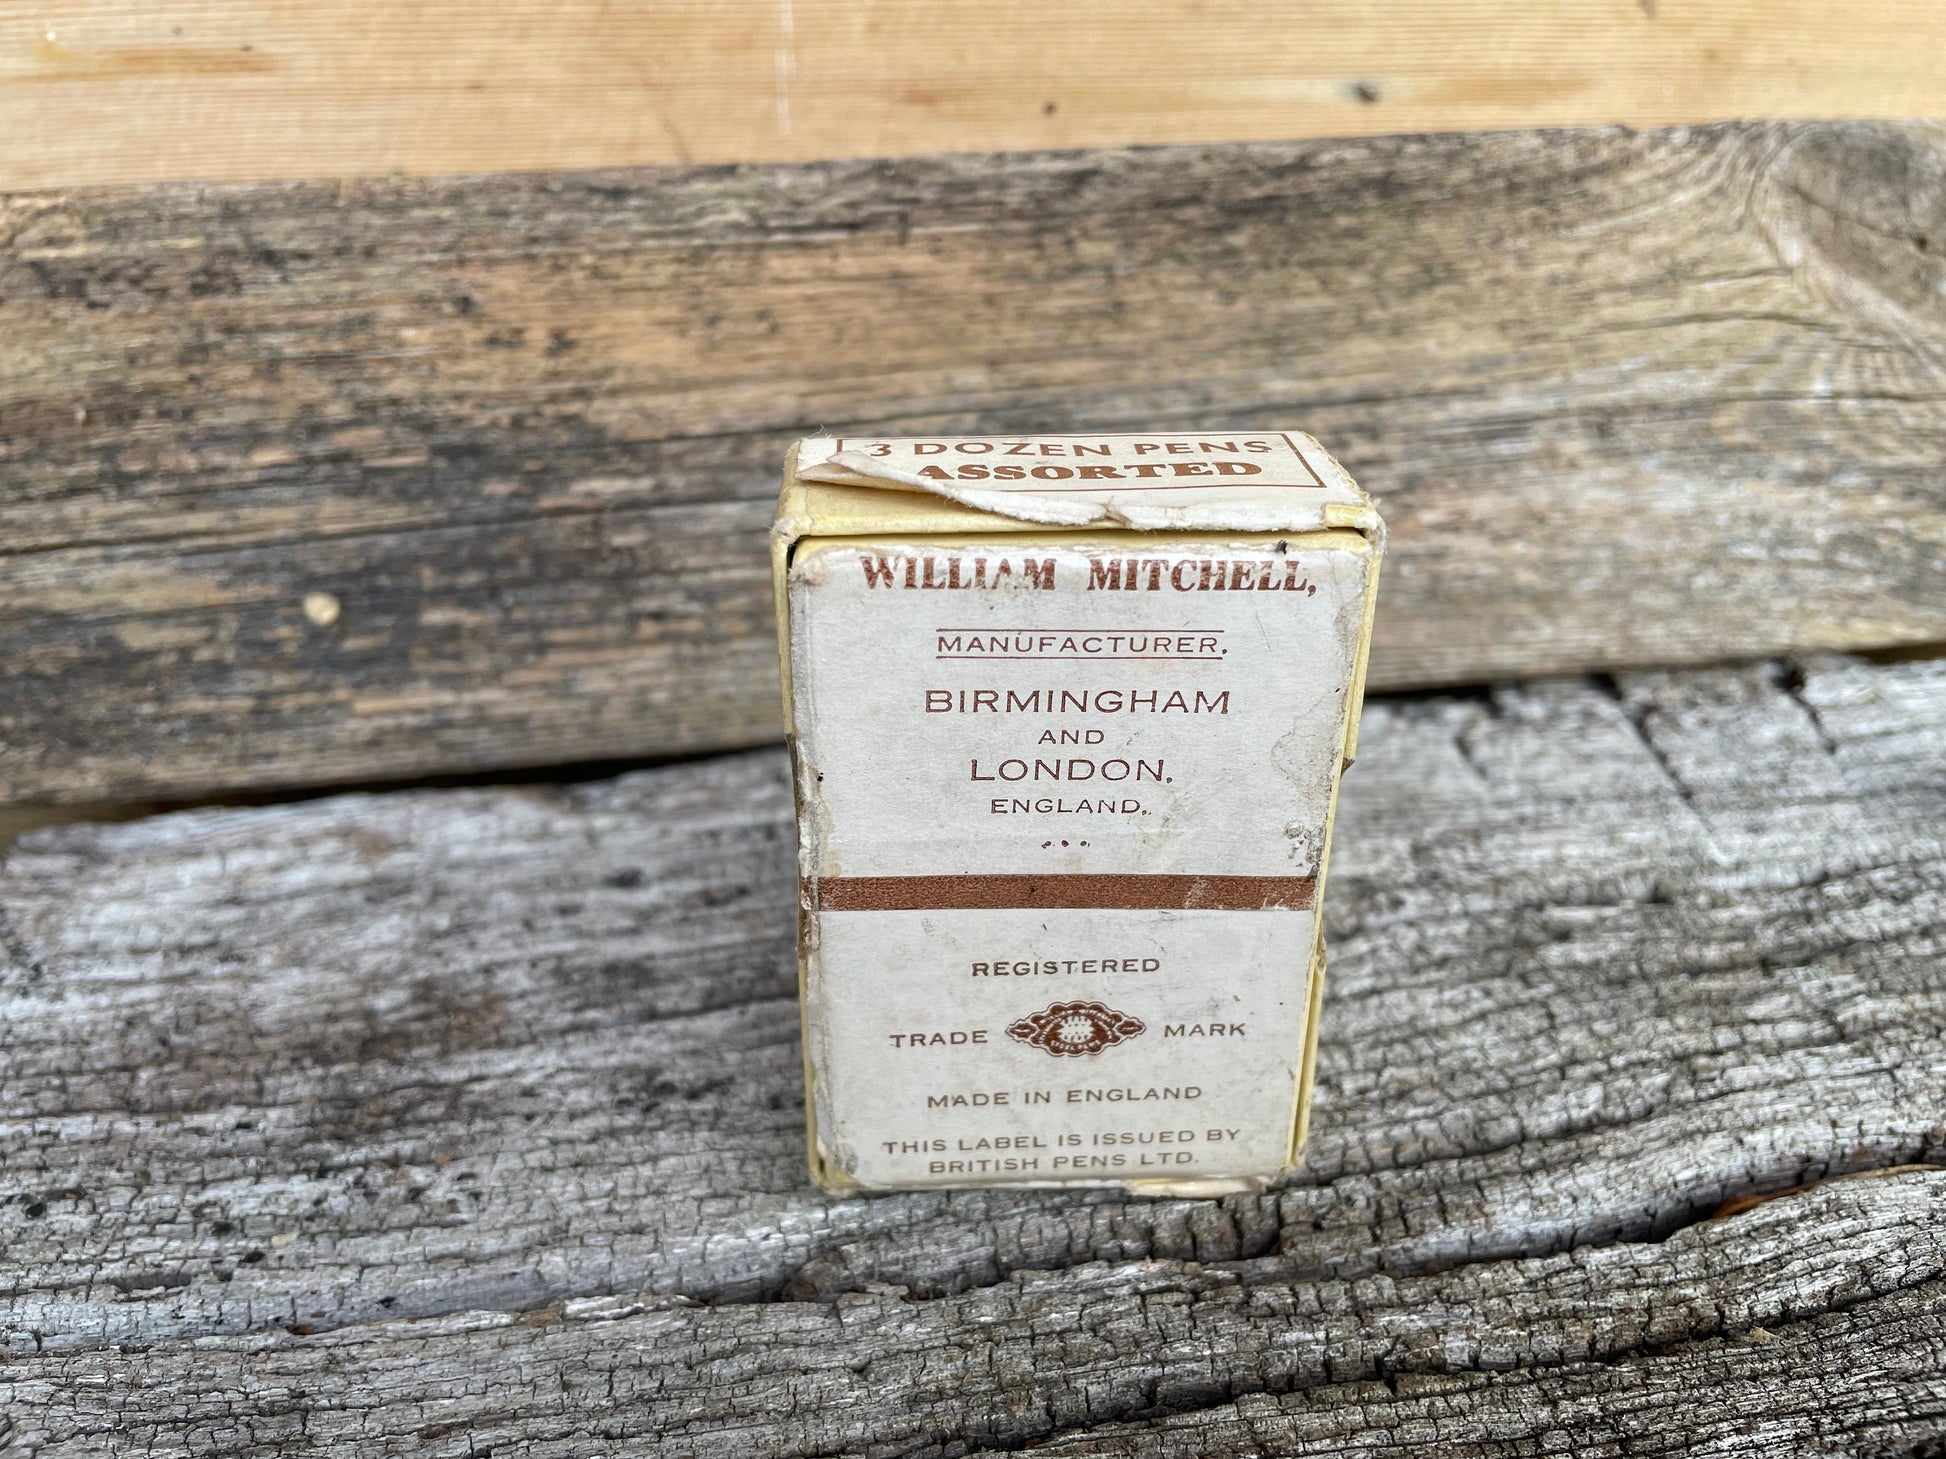 3 DOZEN PENS
ASSORTED
WILLIAM MITCHELL,
MANUFACTURER.
BIRMINGHAM
AND
LONDON.
ENGLAND.
REGISTERED
TRADE MARK
MADE IN ENGLAND
THIS LABEL IS ISSUED BY
BRITISH PENS LTD.